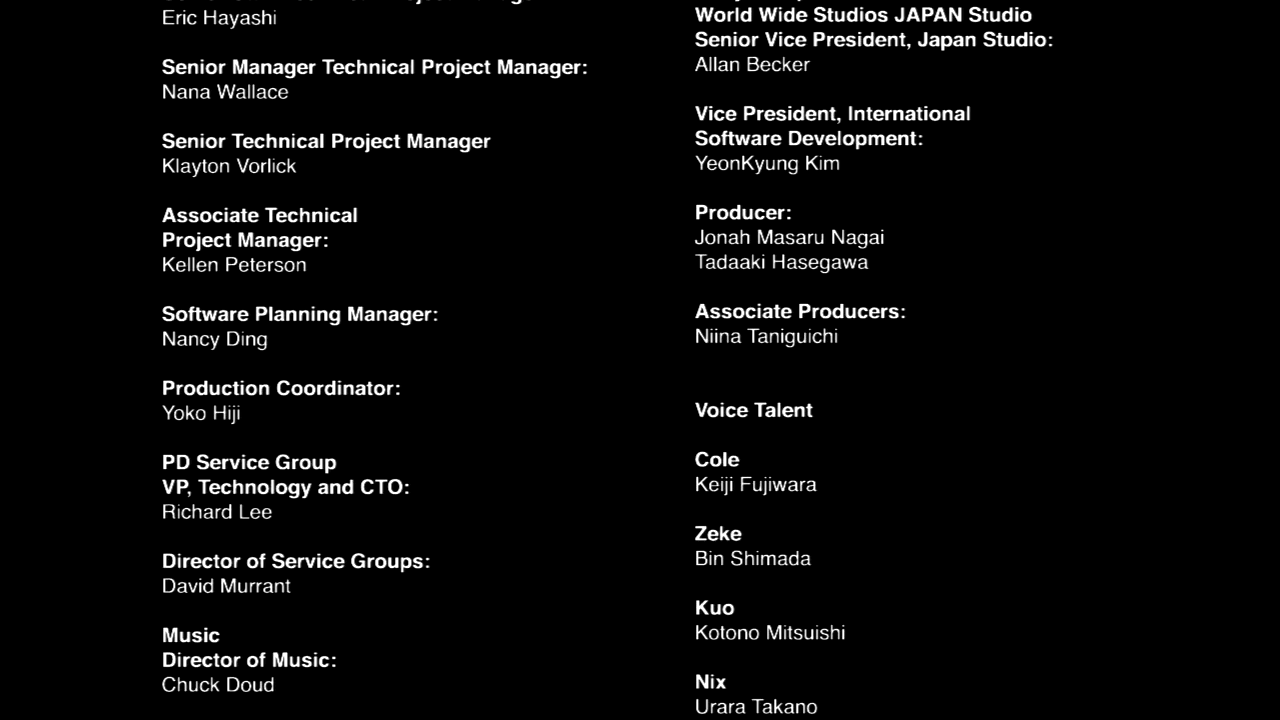 Eric Hayashi
Senior Manager Technical Project Manager:
Nana Wallace
Senior Technical Project Manager
Klayton Vorlick
Associate Technical
Project Manager:
Kellen Peterson
Software Planning Manager:
Nancy Ding
Production Coordinator:
Yoko Hiji
PD Service Group
VP, Technology and CTO:
Richard Lee
Director of Service Groups:
David Murrant
Music
Director of Music:
Chuck Doud
World Wide Studios JAPAN Studio
Senior Vice President, Japan Studio:
Allan Becker
Vice President, International
Software Development:
YeonKyung Kim
Producer:
Jonah Masaru Nagai
Tadaaki Hasegawa
Associate Producers:
Niina Taniguichi
Voice Talent
Cole
Keiji Fujiwara
Zeke
Bin Shimada
Kuo
Kotono Mitsuishi
Nix
Urara Takano